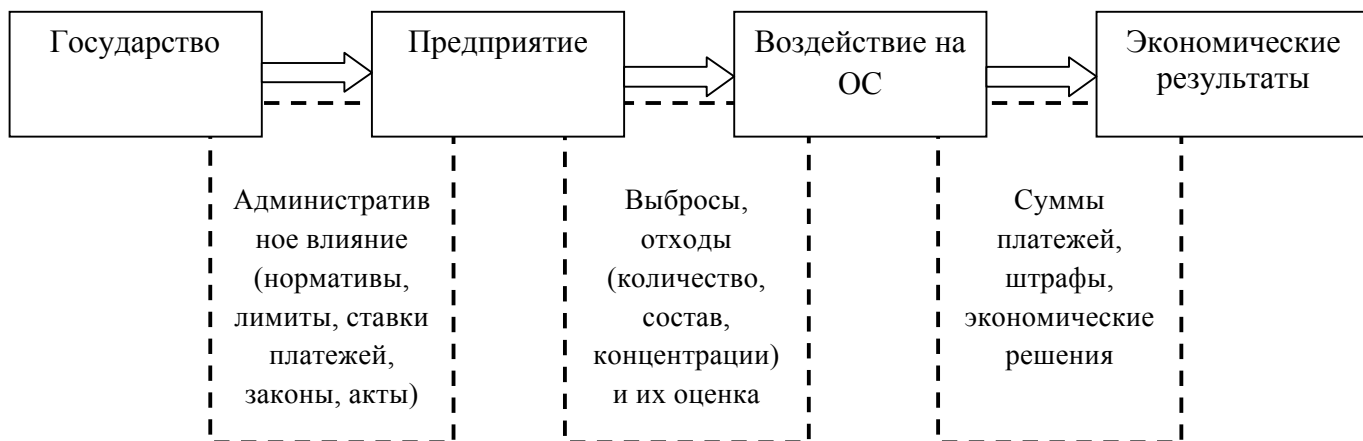 Государство
Предприятие
Воздействие на
ОС
Экономические
результаты
Административ
ное влияние
(нормативы,
лимиты, ставки
платежей,
законы, акты)
Выбросы,
отходы
(количество,
состав,
концентрации)
и их оценка
Суммы
платежей,
штрафы,
экономические
решения